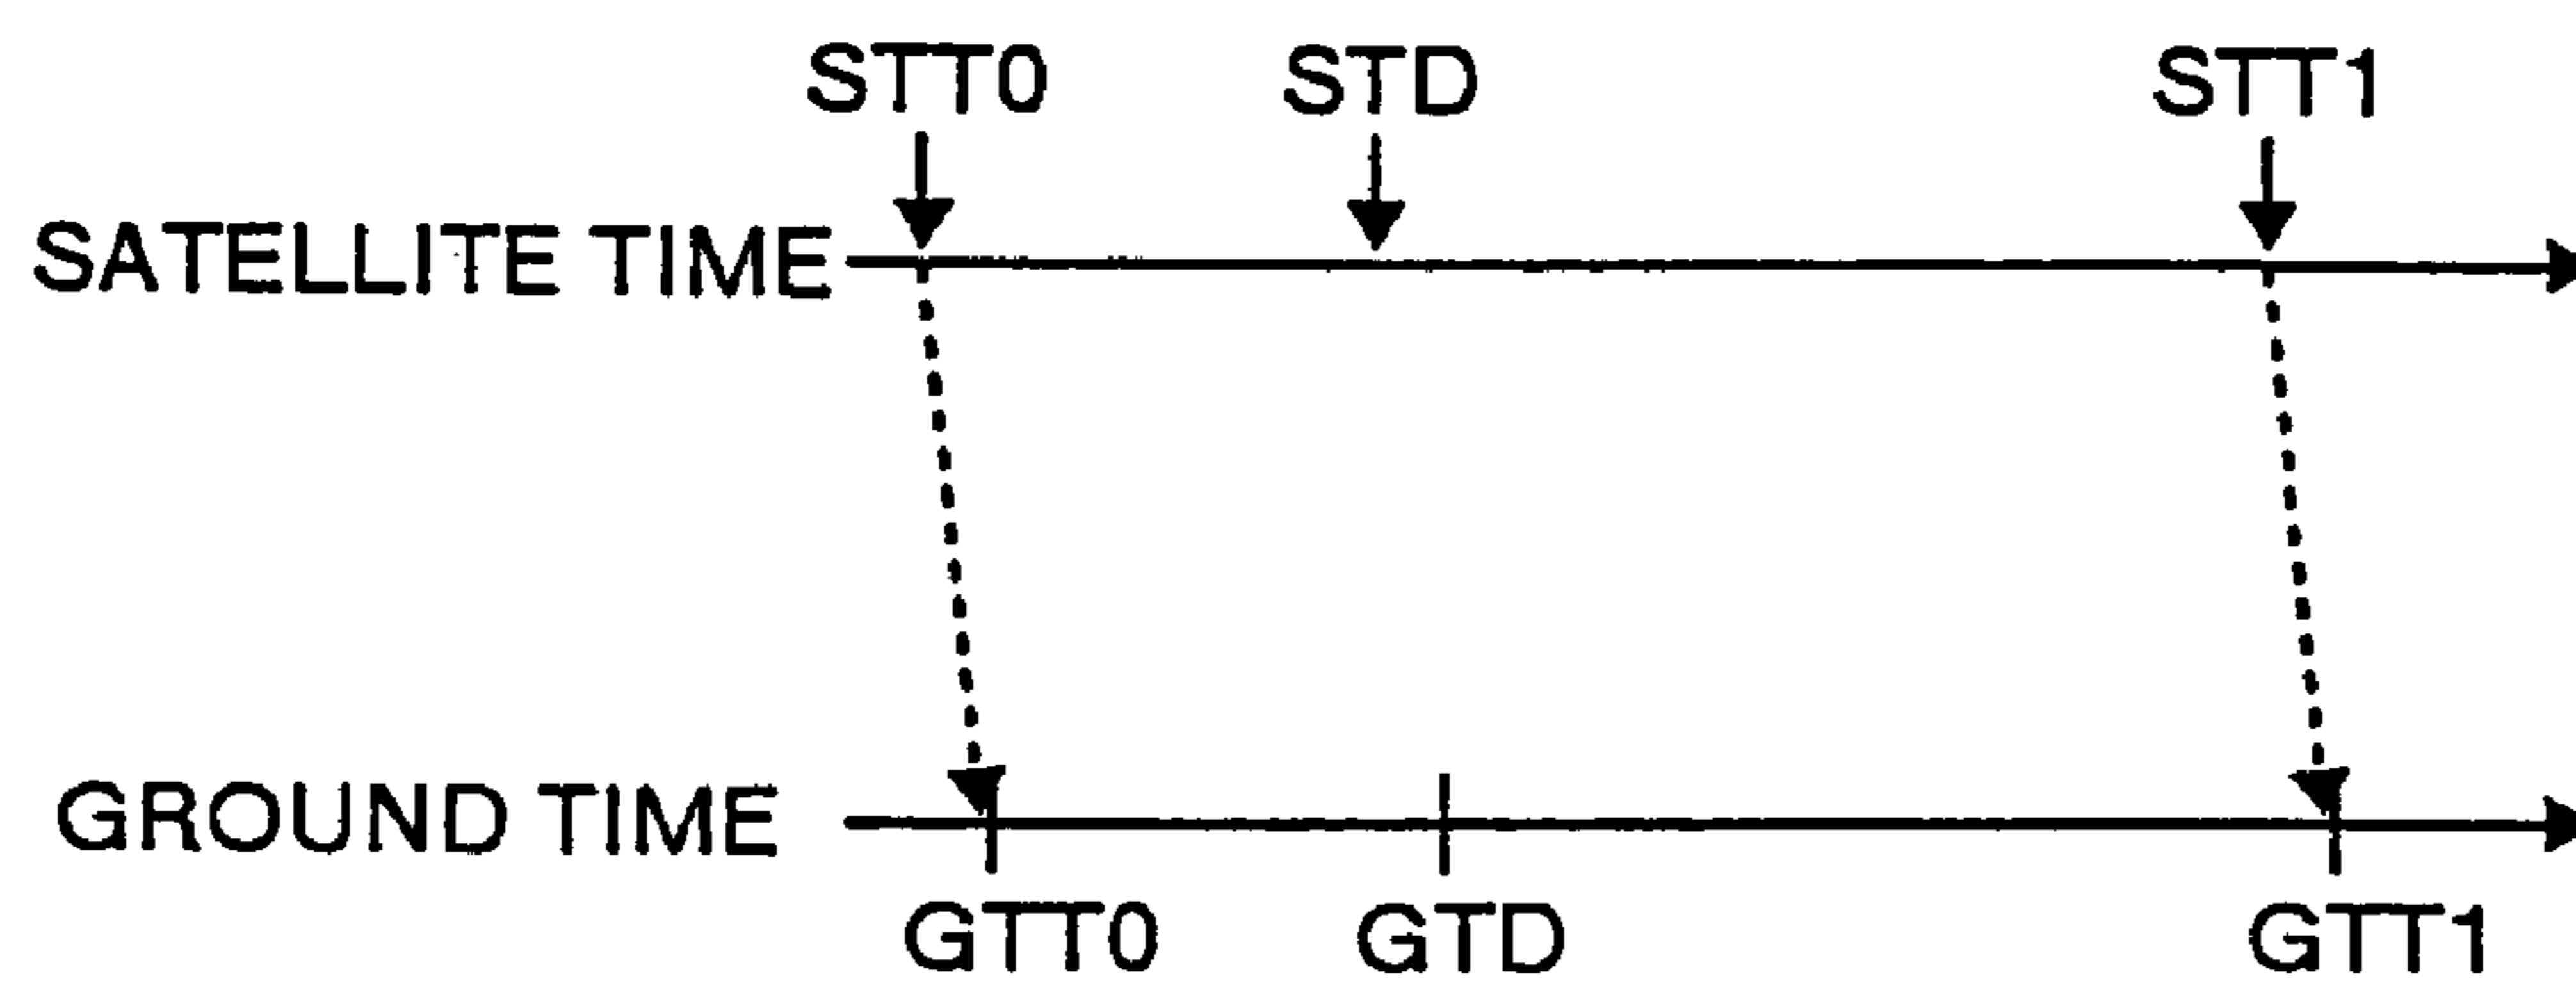 STT0 STD STT1
SATELLITE TIME
GROUND TIME
GTT0 GTD GTT1